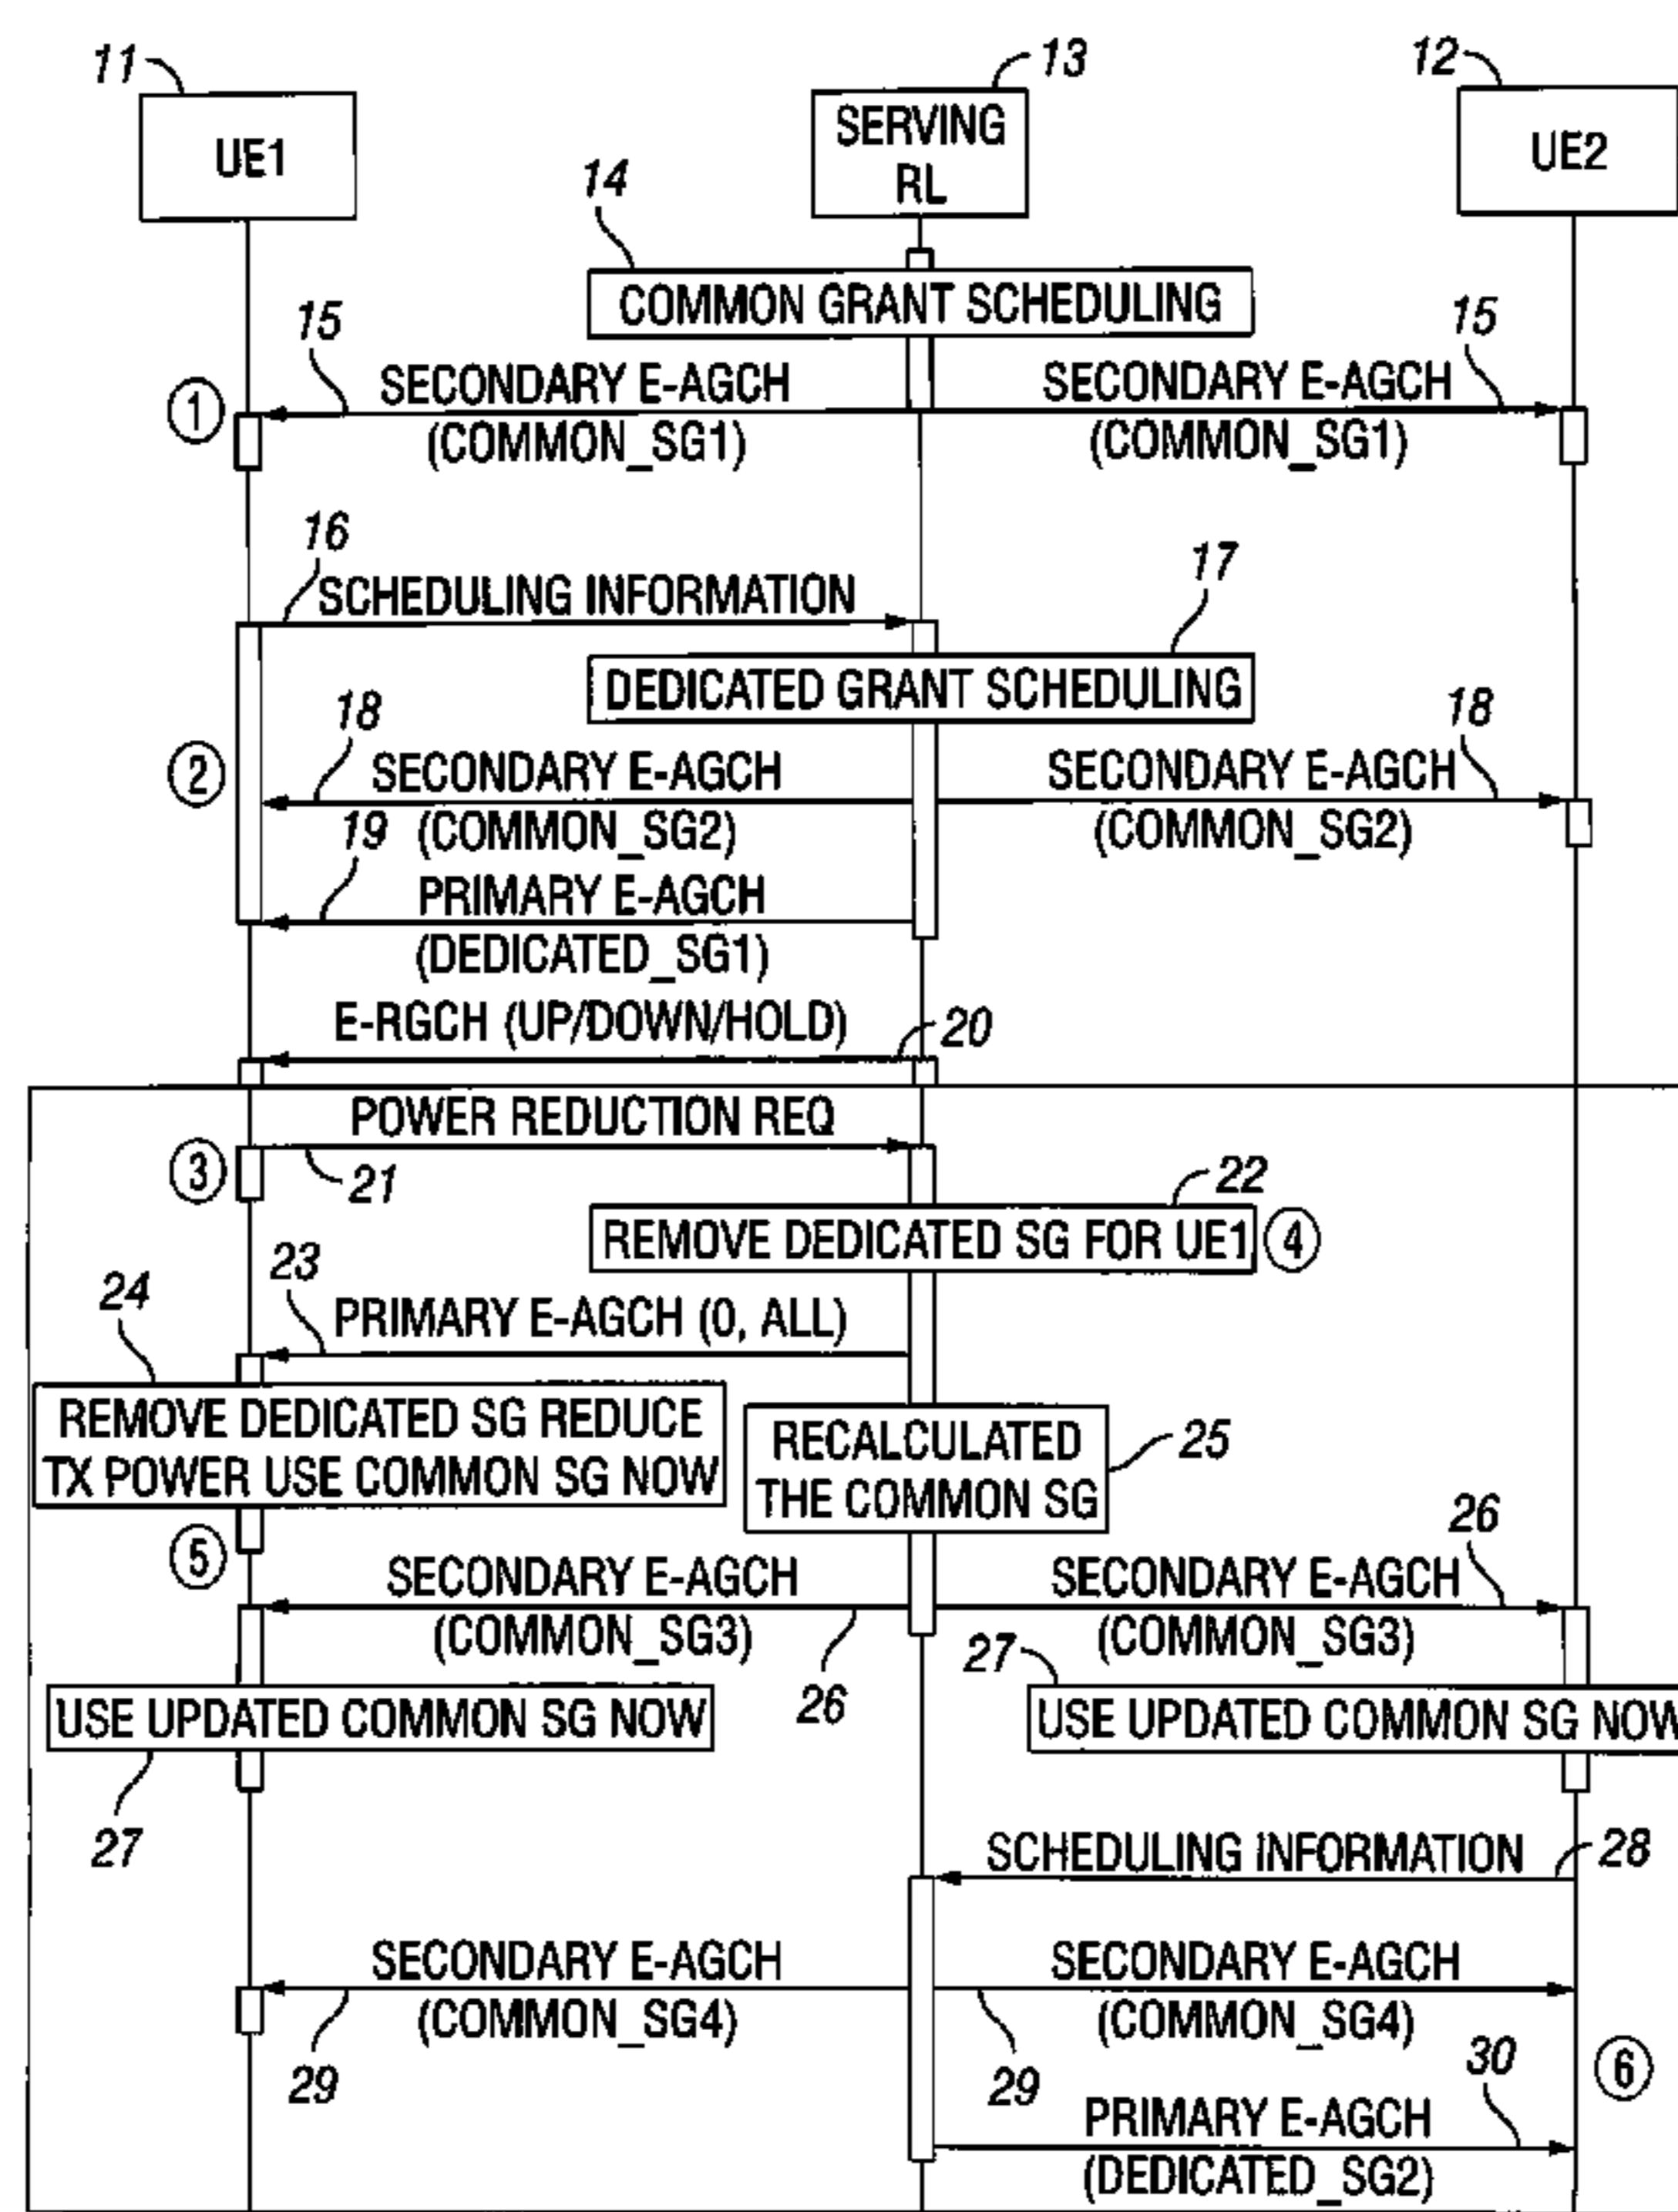 11
13
12
UE1
SERVING
RL
UE2
14
COMMON GRANT SCHEDULING
15
15
1
SECONDARY E-AGCH
(COMMON_SG1)
SECONDARY E-AGCH
(COMMON_SG1)
16
SCHEDULING INFORMATION
17
DEDICATED GRANT SCHEDULING
18
18
2
SECONDARY E-AGCH
(COMMON_SG2)
SECONDARY E-AGCH
(COMMON_SG2)
19
PRIMARY E-AGCH
(DEDICATED_SG1)
E-RGCH (UP/DOWN/HOLD)
20
POWER REDUCTION REQ
3
21
22
REMOVE DEDICATED SG FOR UE1
4
23
24
PRIMARY E-AGCH (0, ALL)
REMOVE DEDICATED SG REDUCE
TX POWER USE COMMON SG NOW
RECALCULATED
THE COMMON SG
25
5
26
SECONDARY E-AGCH
(COMMON_SG3)
SECONDARY E-AGCH
(COMMON_SG3)
26
27
USE UPDATED COMMON SG NOW
USE UPDATED COMMON SG NOW
27
SCHEDULING INFORMATION
28
SECONDARY E-AGCH
(COMMON_SG4)
SECONDARY E-AGCH
(COMMON_SG4)
29
29
30
6
PRIMARY E-AGCH
(DEDICATED_SG2)